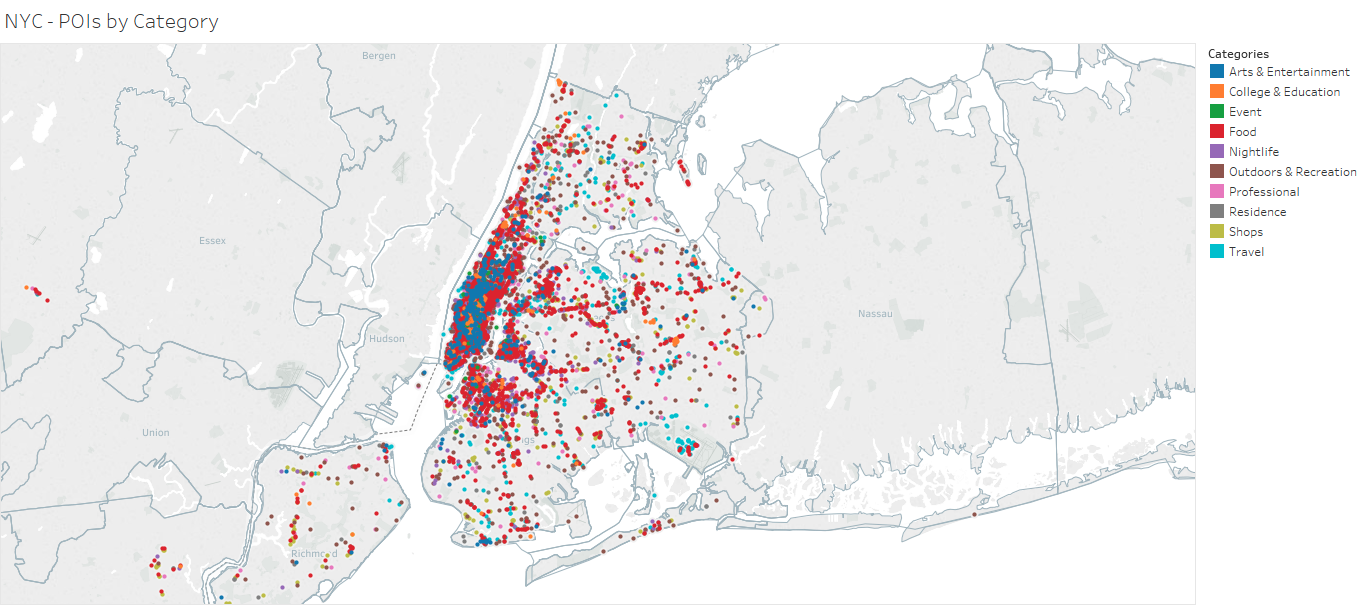 NYC - POIs by Category
Bergen
Essex
Hudson
Nassau
Union
Richmond
Categories
Arts & Entertainment
College & Education
Event
Food
Nightlife
Outdoors & Recreation
Professional
Residence
Shops
Travel